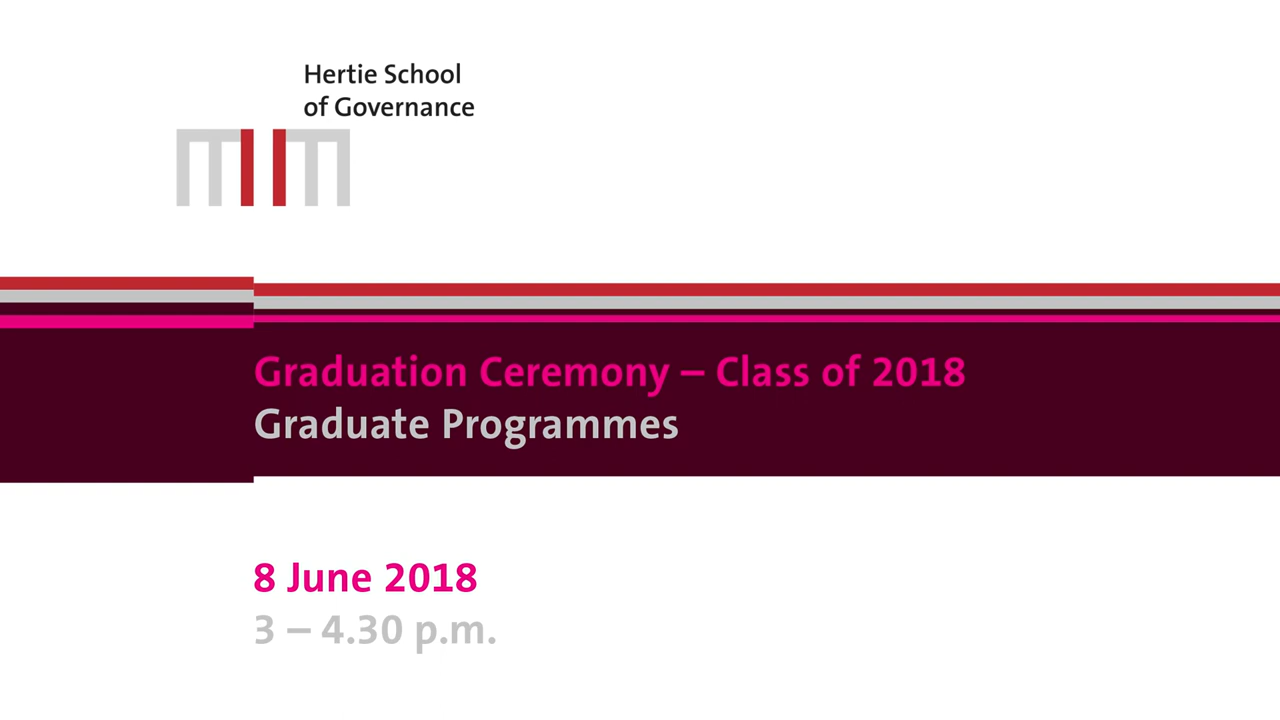 Hertie School
of Governance
Graduation Ceremony – Class of 2018
Graduate Programmes
8 June 2018
3 – 4.30 p.m.